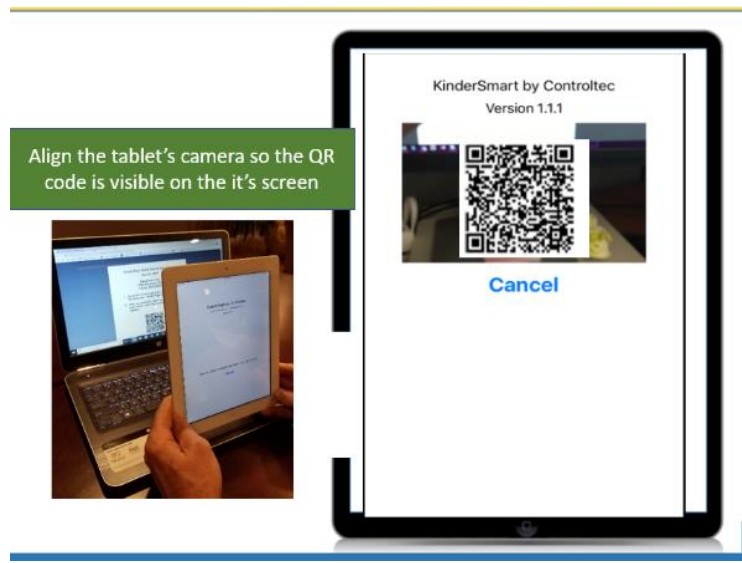 KinderSmart by Controltec
Version 1.1.1
Align the tablet's camera so the QR
code is visible on the it's screen
Cancel